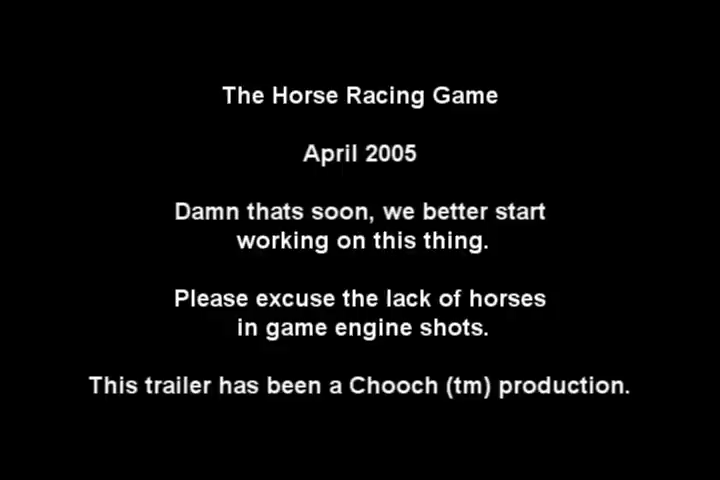 The Horse Racing Game
April 2005
Damn thats soon, we better start
working on this thing.
Please excuse the lack of horses
in game engine shots.
This trailer has been a Chooch (tm) production.